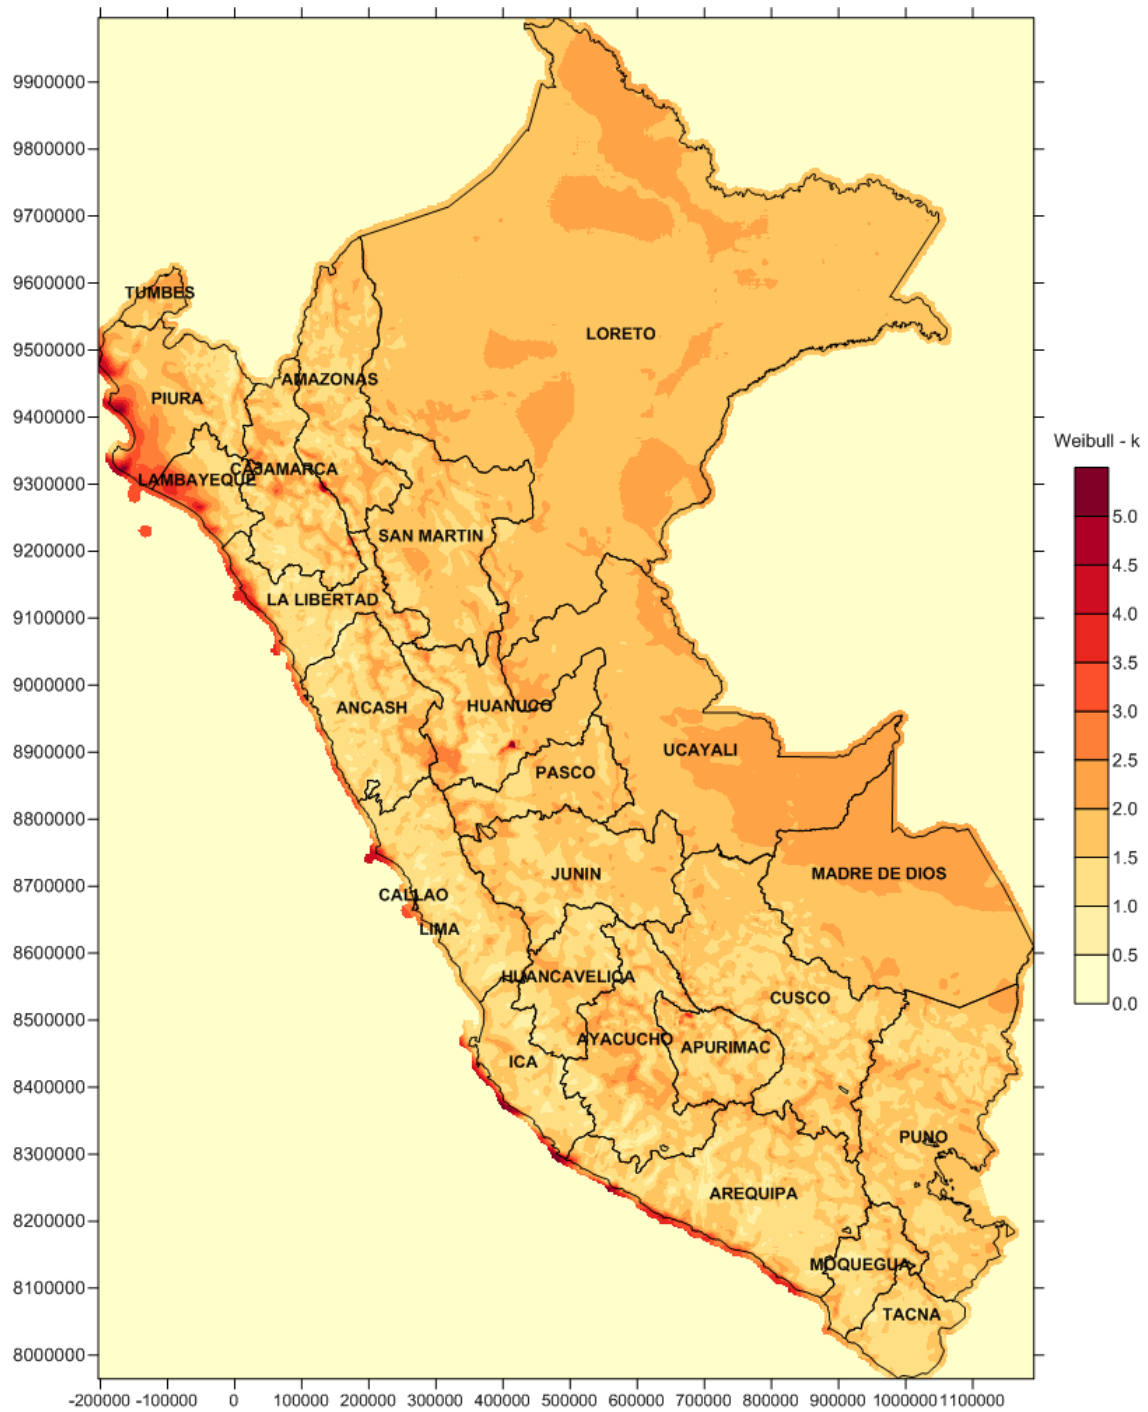 9900000
9800000
9700000
9600000
9500000
9400000
9300000
9200000
9100000
9000000
8900000
8800000
8700000
8600000
8500000
8400000
8300000
8200000
8100000
8000000
TUMBES
LORETO
AMAZONAS
PIURA
CAJAMARCA
LAMBAYEQUE
SAN MARTIN
LA LIBERTAD
ANCASH
HUANUCO
UCAYALI
PASCO
JUNIN
MADRE DE DIOS
CALLAO
LIMA
HUANCAVELICA
CUSCO
AYACUCHO
APURIMAC
ICA
PUNO
AREQUIPA
MOQUEGUA
TACNA
Weibull - k
5.0
4.5
4.0
3.5
3.0
2.5
2.0
1.5
1.0
0.5
0.0
-200000 -100000 0 100000 200000 300000 400000 500000 600000 700000 800000 900000 1000000 1100000